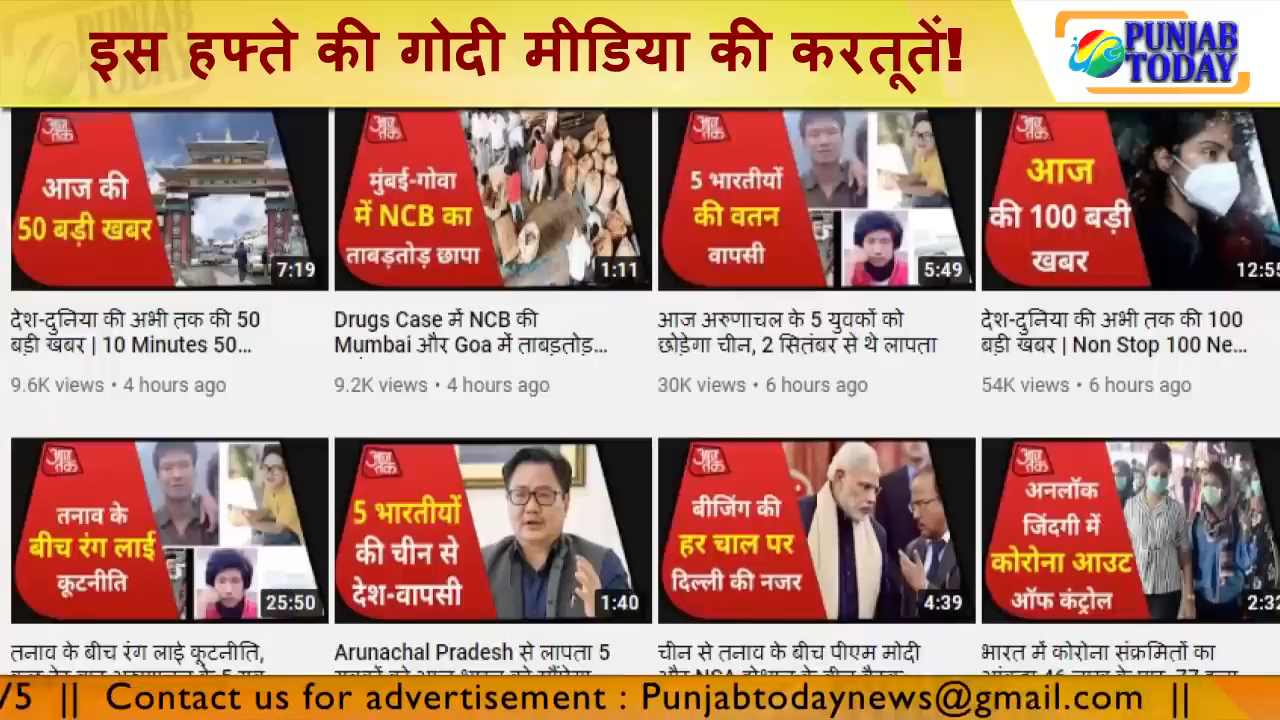 इस हफ्ते की गोदी मीडिया की करतूतें!
PUNJAB
TODAY
आज तक
आज की
50 बड़ी खबर
7:19
आज तक
मुंबई-गोवा
में NCB का
ताबड़तोड़ छापा
1:11
आज तक
5 भारतीयों
की वतन
वापसी
5:49
आज तक
आज
की 100 बड़ी
खबर
12:55
देश-दुनिया की अभी तक की 50
बड़ी खबर | 10 Minutes 50...
9.6K views • 4 hours ago
Drugs Case में NCB की
Mumbai और Goa में ताबड़तोड़...
9.2K views • 4 hours ago
आज अरुणाचल के 5 युवकों को
छोड़ेगा चीन, 2 सितंबर से थे लापता
30K views • 6 hours ago
देश-दुनिया की अभी तक की 100
बड़ी खबर | Non Stop 100 Ne...
54K views • 6 hours ago
आज तक
तनाव के
बीच रंग लाई
कूटनीति
25:50
आज तक
5 भारतीयों
की चीन से
देश-वापसी
1:40
आज तक
बीजिंग की
हर चाल पर
दिल्ली की नजर
4:39
आज तक
अनलॉक
जिंदगी में
कोरोना आउट
ऑफ कंट्रोल
2:32
तनाव के बीच रंग लाई कूटनीति,
Arunachal Pradesh से लापता 5
चीन से तनाव के बीच पीएम मोदी
भारत में कोरोना संक्रमितों का
/5 || Contact us for advertisement : Punjabtodaynews@gmail.com ||